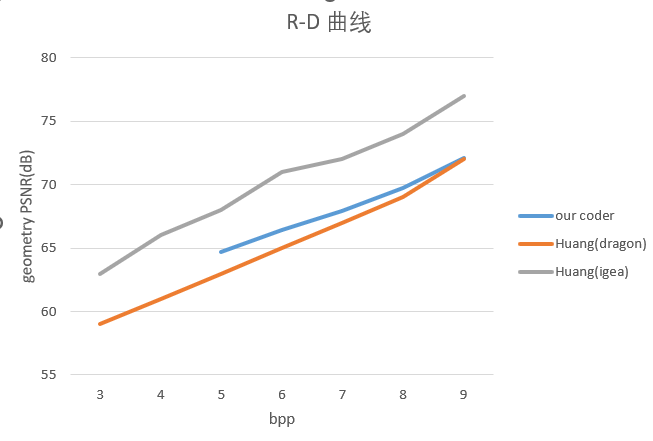 R-D 曲线
80
75
70
65
60
55
geometry PSNR(dB)
3 4 5 6 7 8 9
bpp
our coder
Huang(dragon)
Huang(igea)